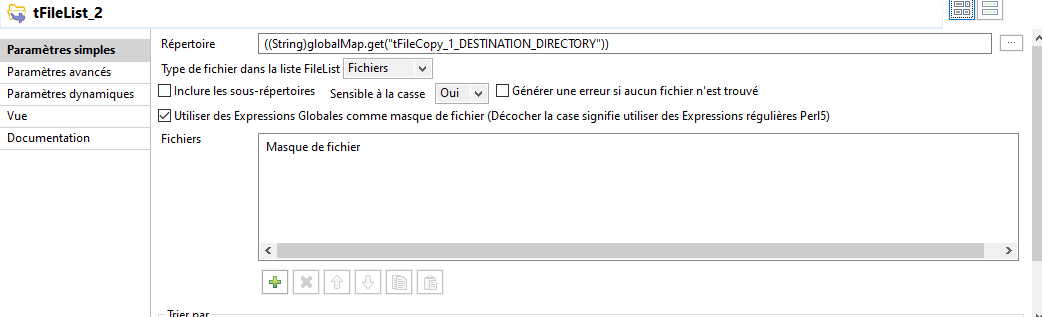 tFileList_2
Paramètres simples
Répertoire
((String)globalMap.get("tFileCopy_1_DESTINATION_DIRECTORY"))
...
Paramètres avancés
Type de fichier dans la liste FileList Fichiers
Paramètres dynamiques
Inclure les sous-répertoires Sensible à la casse Oui Générer une erreur si aucun fichier n'est trouvé
Vue
Utiliser des Expressions Globales comme masque de fichier (Décocher la case signifie utiliser des Expressions régulières Perl5)
Documentation
Fichiers
Masque de fichier
Trier par